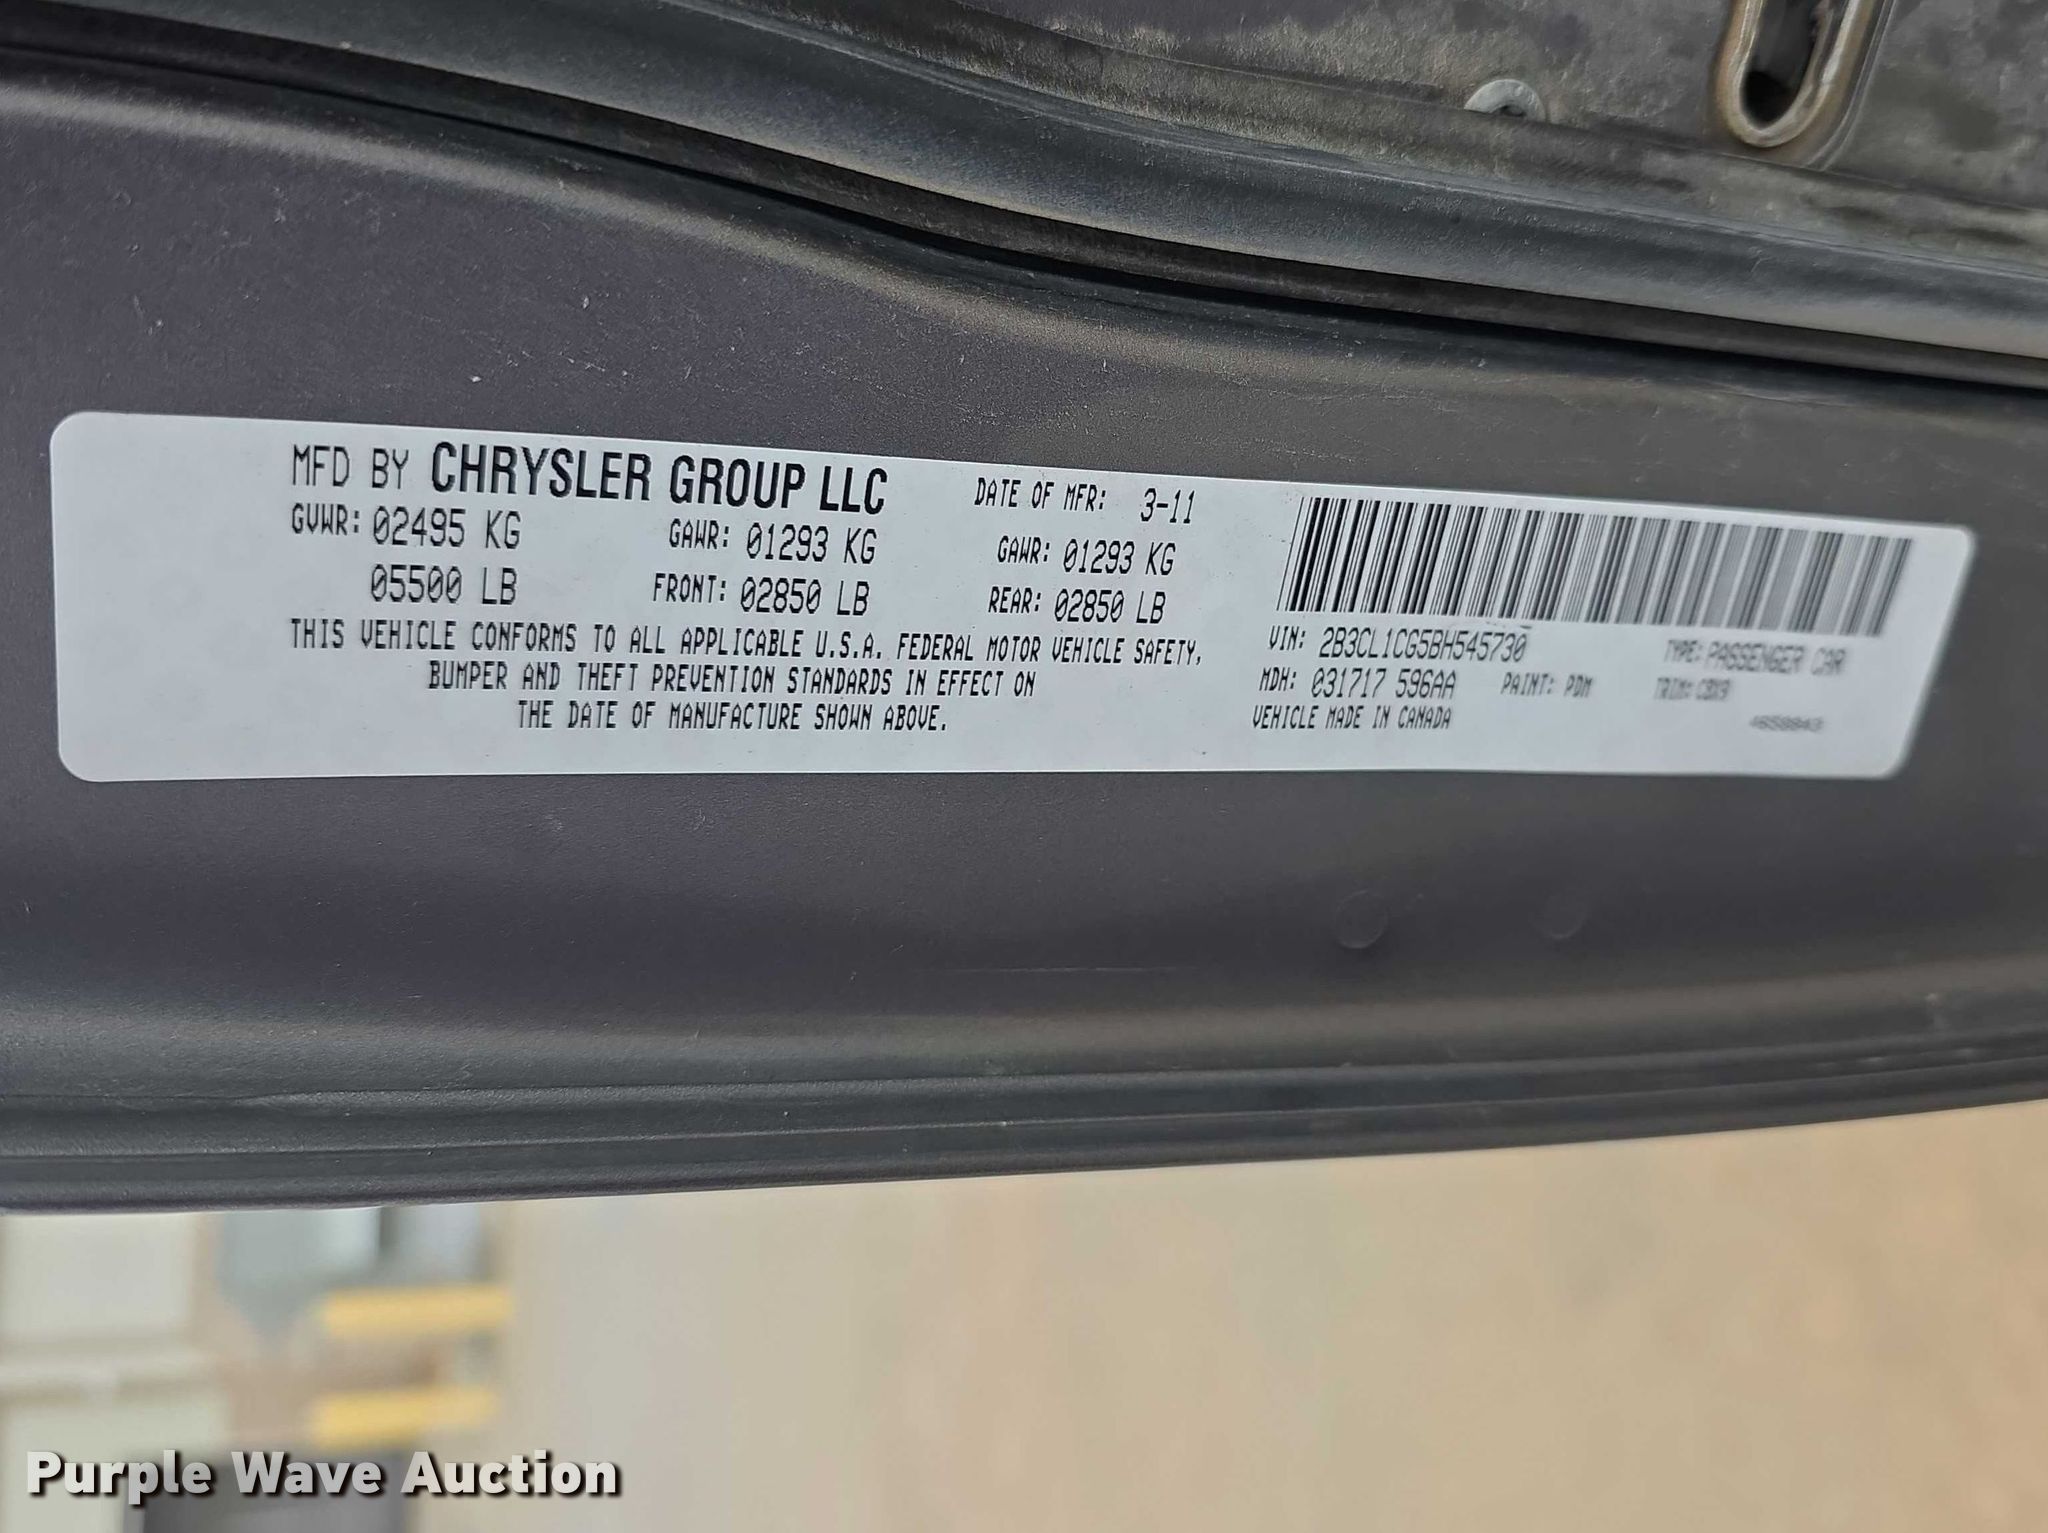 MFD BY CHRYSLER GROUP LLC DATE OF MFR: 3-11
GVWR: 02495 KG GAWR: 01293 KG GAWR: 01293 KG
05500 LB FRONT: 02850 LB REAR: 02850 LB
THIS VEHICLE CONFORMS TO ALL APPLICABLE U.S.A. FEDERAL MOTOR VEHICLE SAFETY,
BUMPER AND THEFT PREVENTION STANDARDS IN EFFECT ON
THE DATE OF MANUFACTURE SHOWN ABOVE.
VIN: 2B3CL1CG5BH545730 TYPE: PASSENGER CAR
MDH: 031717 596AA PAINT: PDM TRIM: CBX9
VEHICLE MADE IN CANADA
Purple Wave Auction